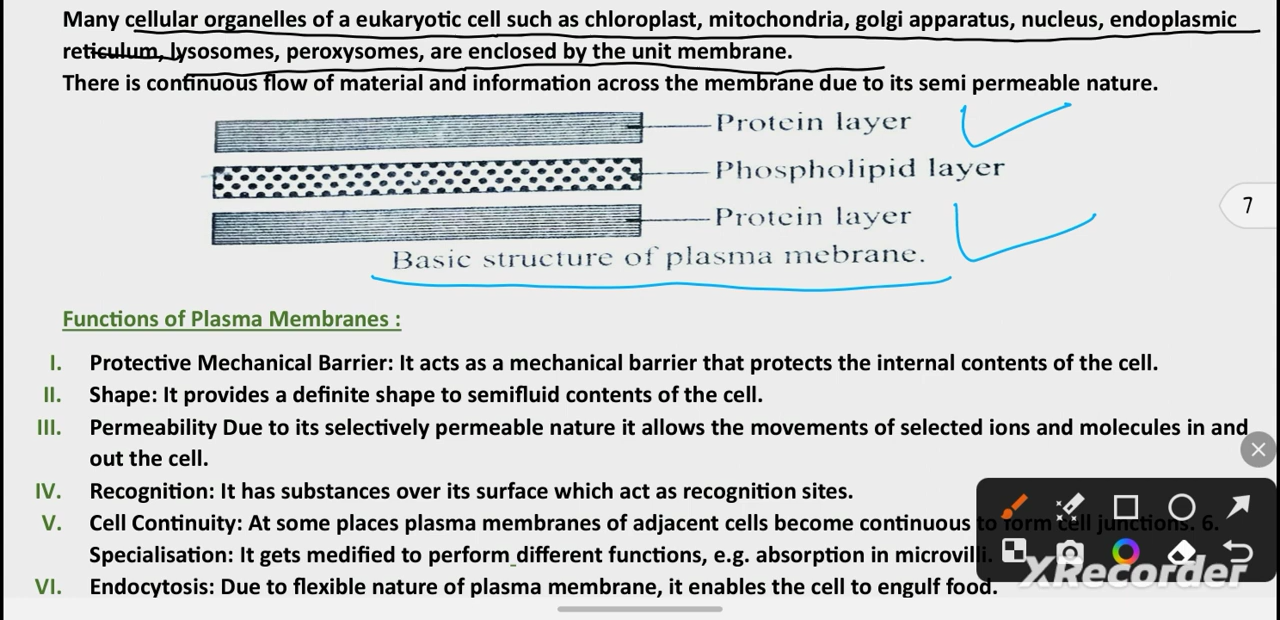 Many cellular organelles of a eukaryotic cell such as chloroplast, mitochondria, golgi apparatus, nucleus, endoplasmic
reticulum, lysosomes, peroxysomes, are enclosed by the unit membrane.
There is continuous flow of material and information across the membrane due to its semi permeable nature.
Protein layer
Phospholipid layer
Protein layer
Basic structure of plasma mebrane.
7
Functions of Plasma Membranes :
I. Protective Mechanical Barrier: It acts as a mechanical barrier that protects the internal contents of the cell.
II. Shape: It provides a definite shape to semifluid contents of the cell.
III. Permeability Due to its selectively permeable nature it allows the movements of selected ions and molecules in and
out the cell.
IV. Recognition: It has substances over its surface which act as recognition sites.
V. Cell Continuity: At some places plasma membranes of adjacent cells become continuous to form cell junctions. 6.
Specialisation: It gets medified to perform different functions, e.g. absorption in microvilli.
VI. Endocytosis: Due to flexible nature of plasma membrane, it enables the cell to engulf food.
XRecorder